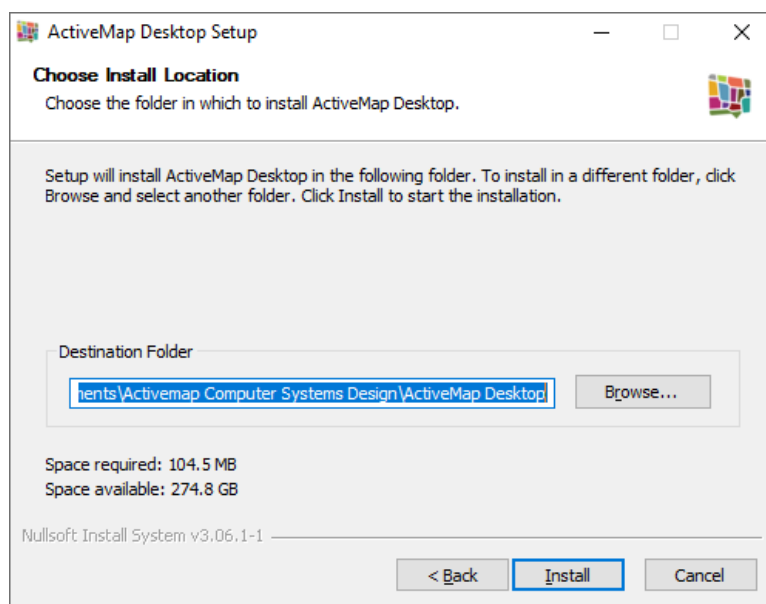 ActiveMap Desktop Setup
Choose Install Location
Choose the folder in which to install ActiveMap Desktop.
Setup will install ActiveMap Desktop in the following folder. To install in a different folder, click
Browse and select another folder. Click Install to start the installation.
Destination Folder
\Activemap Computer Systems Design\ActiveMap Desktop
Browse...
Space required: 104.5 MB
Space available: 274.8 GB
Nullsoft Install System v3.06.1-1
< Back
Install
Cancel